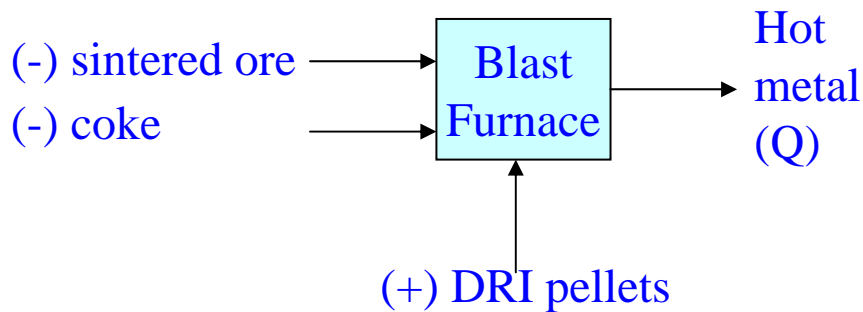 (-) sintered ore
(-) coke
Blast
Furnace
Hot
metal
(Q)
(+) DRI pellets